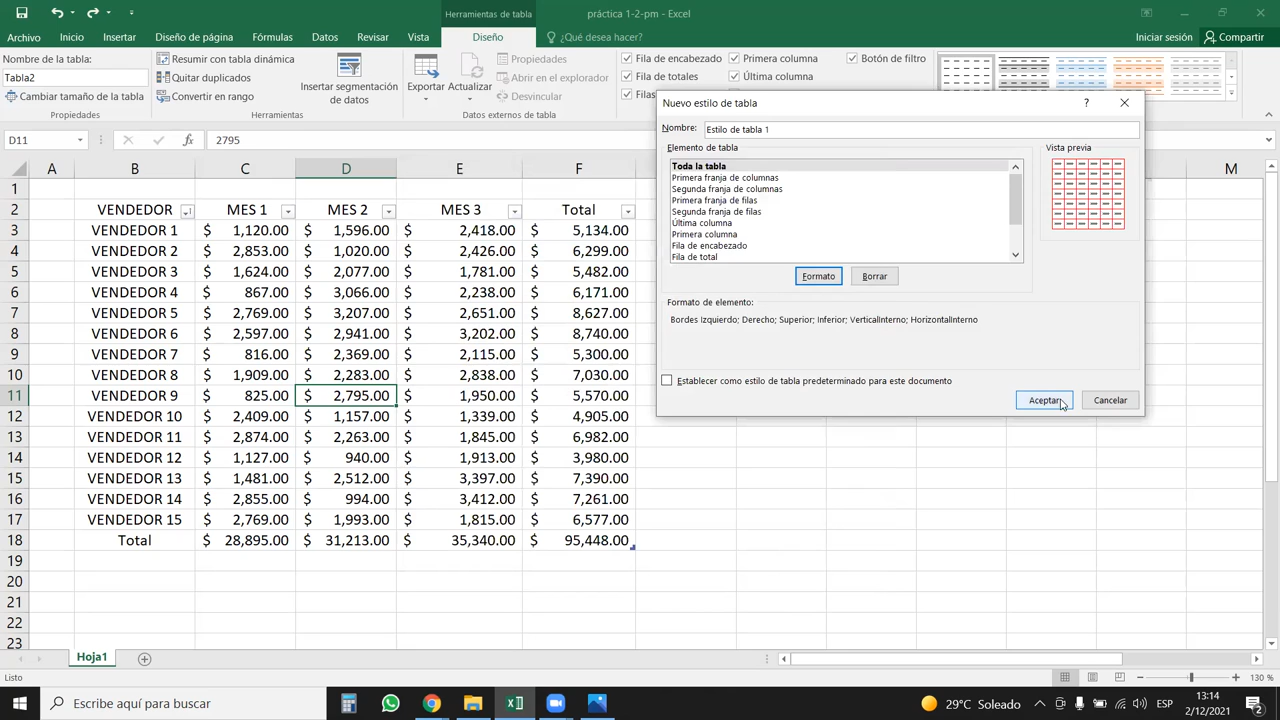 Herramientas de tabla
práctica 1-2-pm - Excel
Archivo Inicio Insertar Diseño de página Fórmulas Datos Revisar Vista Diseño ¿Qué desea hacer? Iniciar sesión Compartir
Nombre de la tabla:
Tabla2
Cambiar tamaño de la tabla
Propiedades
Resumir con tabla dinámica
Quitar duplicados
Convertir en rango
Herramientas
Insertar
de datos
Propiedades
Abrir en el explorador
Desvincular
Datos externos de tabla
Fila de encabezado Primera columna Botón de filtro
Fila de totales Última columna
Filas
D11 fx 2795
A B C D E F M
1
2 VENDEDOR MES 1 MES 2 MES 3 Total
3 VENDEDOR 1 $ 1,120.00 $ 1,596.00 $ 2,418.00 $ 5,134.00
4 VENDEDOR 2 $ 2,853.00 $ 1,020.00 $ 2,426.00 $ 6,299.00
5 VENDEDOR 3 $ 1,624.00 $ 2,077.00 $ 1,781.00 $ 5,482.00
6 VENDEDOR 4 $ 867.00 $ 3,066.00 $ 2,238.00 $ 6,171.00
7 VENDEDOR 5 $ 2,769.00 $ 3,207.00 $ 2,651.00 $ 8,627.00
8 VENDEDOR 6 $ 2,597.00 $ 2,941.00 $ 3,202.00 $ 8,740.00
9 VENDEDOR 7 $ 816.00 $ 2,369.00 $ 2,115.00 $ 5,300.00
10 VENDEDOR 8 $ 1,909.00 $ 2,283.00 $ 2,838.00 $ 7,030.00
11 VENDEDOR 9 $ 825.00 $ 2,795.00 $ 1,950.00 $ 5,570.00
12 VENDEDOR 10 $ 2,409.00 $ 1,157.00 $ 1,339.00 $ 4,905.00
13 VENDEDOR 11 $ 2,874.00 $ 2,263.00 $ 1,845.00 $ 6,982.00
14 VENDEDOR 12 $ 1,127.00 $ 940.00 $ 1,913.00 $ 3,980.00
15 VENDEDOR 13 $ 1,481.00 $ 2,512.00 $ 3,397.00 $ 7,390.00
16 VENDEDOR 14 $ 2,855.00 $ 994.00 $ 3,412.00 $ 7,261.00
17 VENDEDOR 15 $ 2,769.00 $ 1,993.00 $ 1,815.00 $ 6,577.00
18 Total $ 28,895.00 $ 31,213.00 $ 35,340.00 $ 95,448.00
19
20
21
22
23
Nuevo estilo de tabla ?
Nombre: Estilo de tabla 1
Elemento de tabla
Vista previa
Toda la tabla
Primera franja de columnas
Segunda franja de columnas
Primera franja de filas
Segunda franja de filas
Última columna
Primera columna
Fila de encabezado
Fila de total
Formato Borrar
Formato de elemento:
Bordes Izquierdo; Derecho; Superior; Inferior; VerticalInterno; HorizontalInterno
Establecer como estilo de tabla predeterminado para este documento
Aceptar Cancelar
Hoja1
Listo
130 %
Escribe aquí para buscar
29°C Soleado
ESP
13:14
2/12/2021